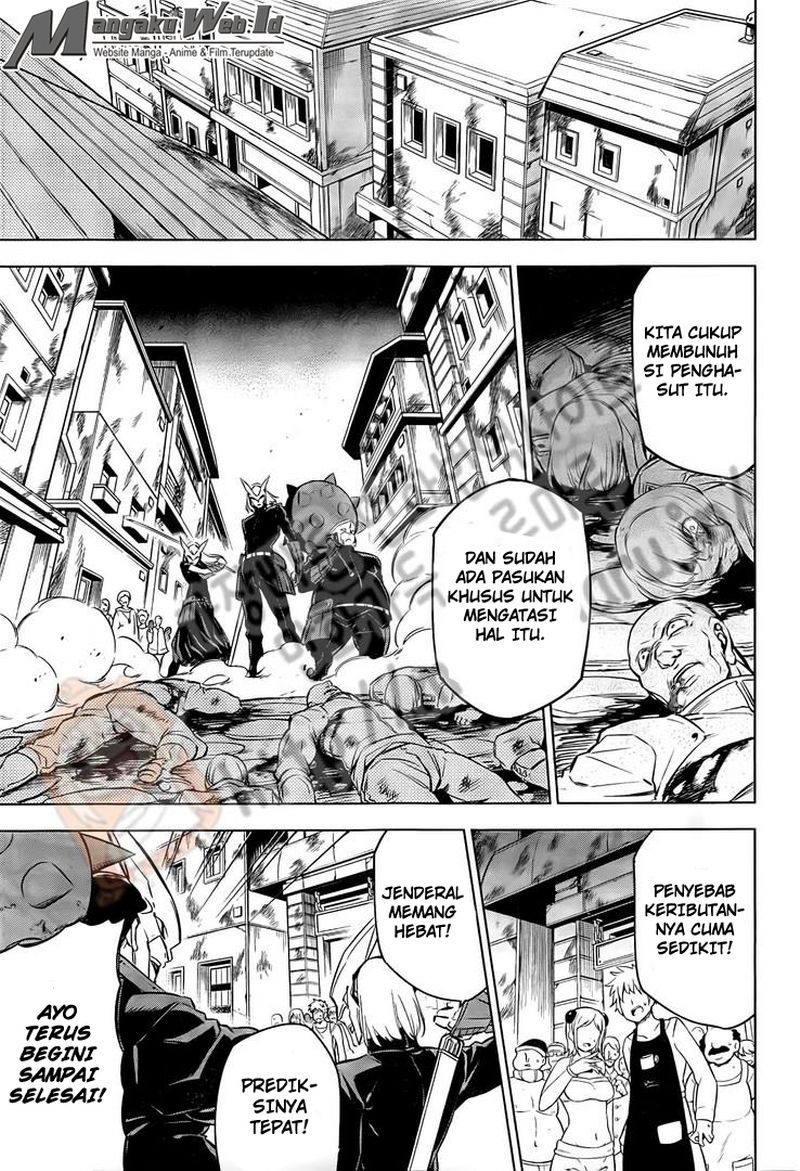 Mangaku Web Id
Website Manga - Anime & Film Terupdate
KITA CUKUP
MEMBUNUH
SI PENGHA-
SUT ITU.
DAN SUDAH
ADA PASUKAN
KHUSUS UNTUK
MENGATASI
HAL ITU.
PENYEBAB
KERIBUTAN-
NYA CUMA
SEDIKIT!
JENDERAL
MEMANG
HEBAT!
PREDIK-
SINYA
TEPAT!
AYO
TERUS
BEGINI
SAMPAI
SELESAI!